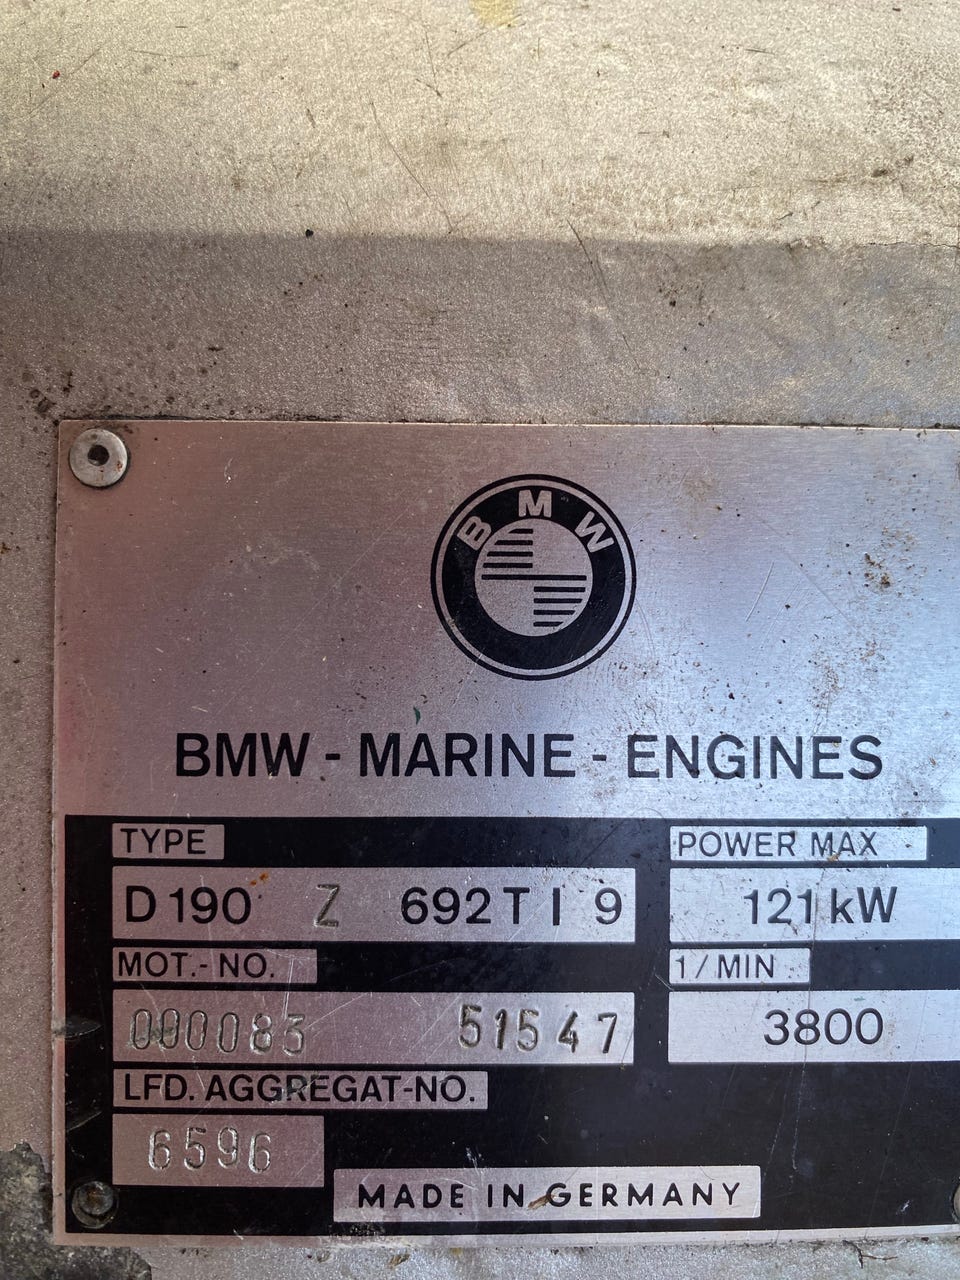 BMW
BMW - MARINE - ENGINES
TYPE POWER MAX
D 190 Z 692 T I 9 121 kW
MOT.- NO. 1 / MIN
000083 51547 3800
LFD. AGGREGAT-NO.
6596
MADE IN GERMANY